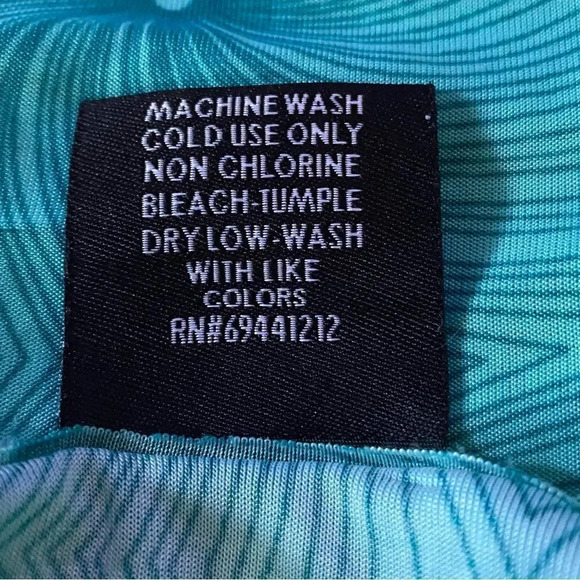 MACHINE WASH
COLD USE ONLY
NON CHLORINE
BLEACH-TUMPLE
DRY LOW-WASH
WITH LIKE
COLORS
RN#69441212